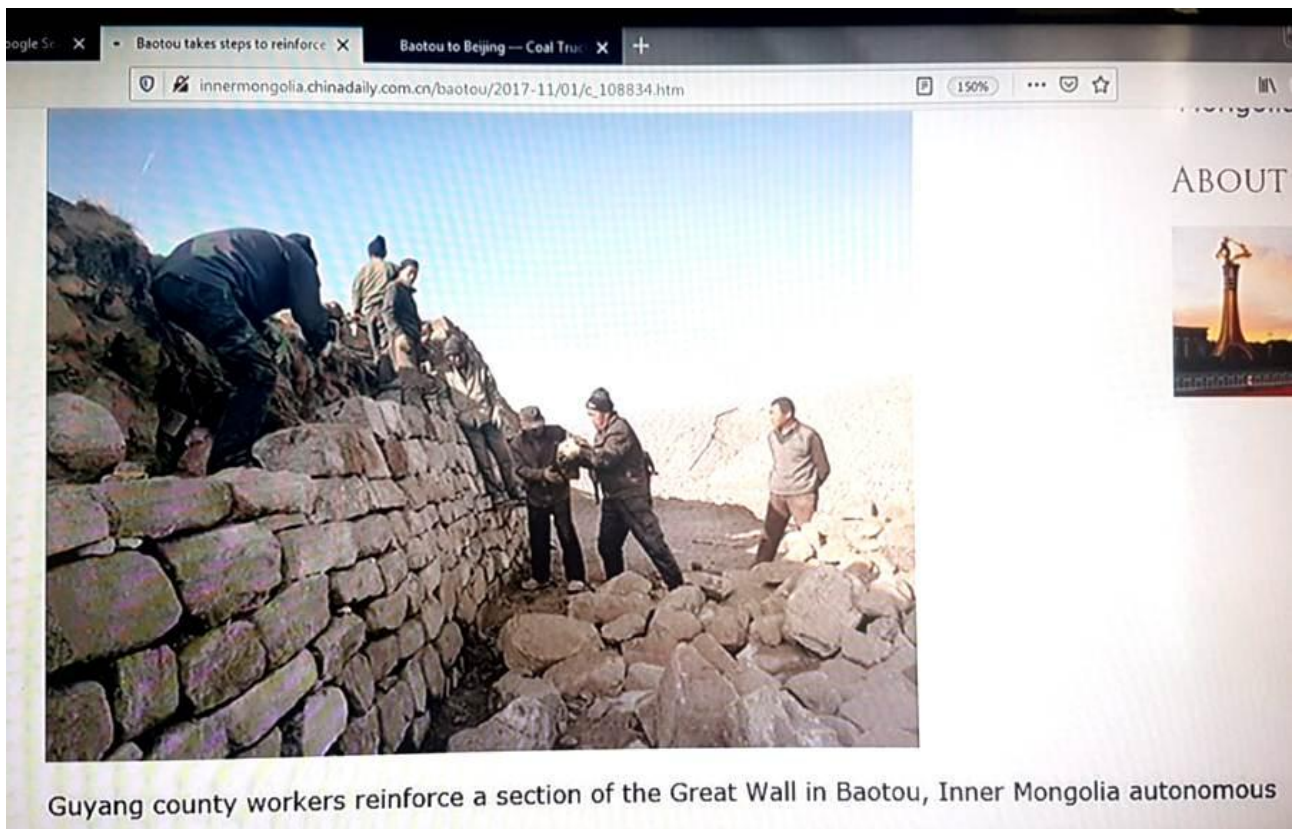 Baotou takes steps to reinforce
Baotou to Beijing — Coal Truc
innermongolia.chinadaily.com.cn/baotou/2017-11/01/c_108834.htm
150%
ABOUT
Guyang county workers reinforce a section of the Great Wall in Baotou, Inner Mongolia autonomous